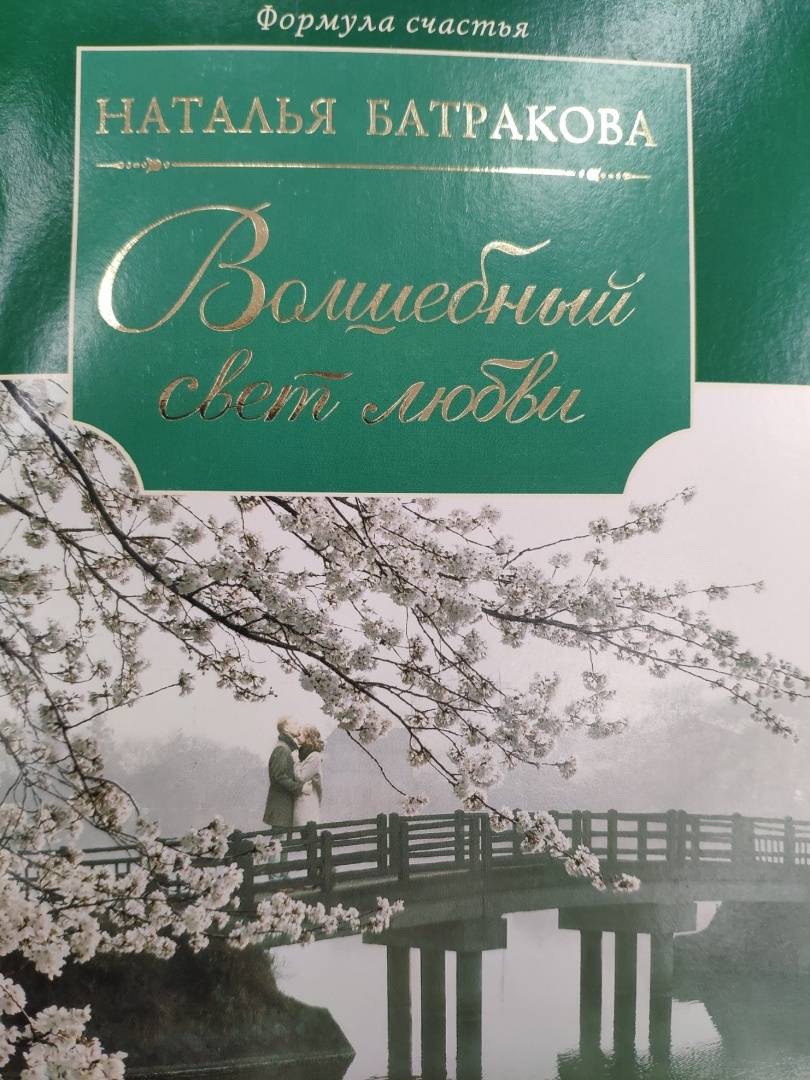 Формула счастья
НАТАЛЬЯ БАТРАКОВА
Волшебный
свет любви